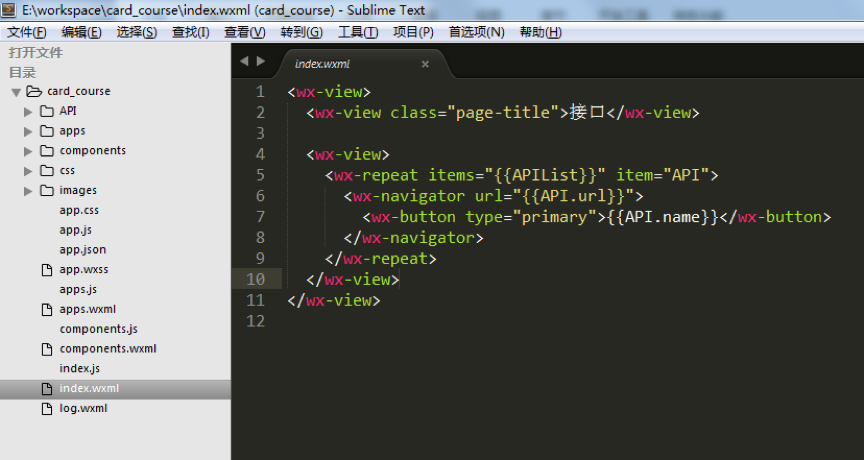 E:\workspace\card_course\index.wxml (card_course) - Sublime Text
文件(F) 编辑(E) 选择(S) 查找(I) 查看(V) 转到(G) 工具(T) 项目(P) 首选项(N) 帮助(H)
打开文件
目录
card_course
API
apps
components
css
images
app.css
app.js
app.json
app.wxss
apps.js
apps.wxml
components.js
components.wxml
index.js
index.wxml
log.wxml
index.wxml ×
1 <wx-view>
2 <wx-view class="page-title">接口</wx-view>
3
4 <wx-view>
5 <wx-repeat items="{{APIList}}" item="API">
6 <wx-navigator url="{{API.url}}">
7 <wx-button type="primary">{{API.name}}</wx-button>
8 </wx-navigator>
9 </wx-repeat>
10 </wx-view>
11 </wx-view>
12